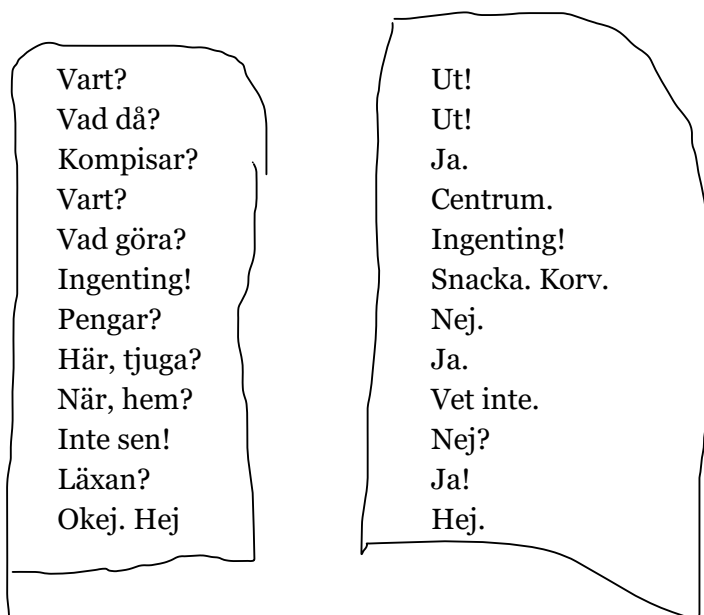 Vart?
Vad då?
Kompisar?
Vart?
Vad göra?
Ingenting!
Pengar?
Här, tjuga?
När, hem?
Inte sen!
Läxan?
Okej. Hej
Ut!
Ut!
Ja.
Centrum.
Ingenting!
Snacka. Korv.
Nej.
Ja.
Vet inte.
Nej?
Ja!
Hej.